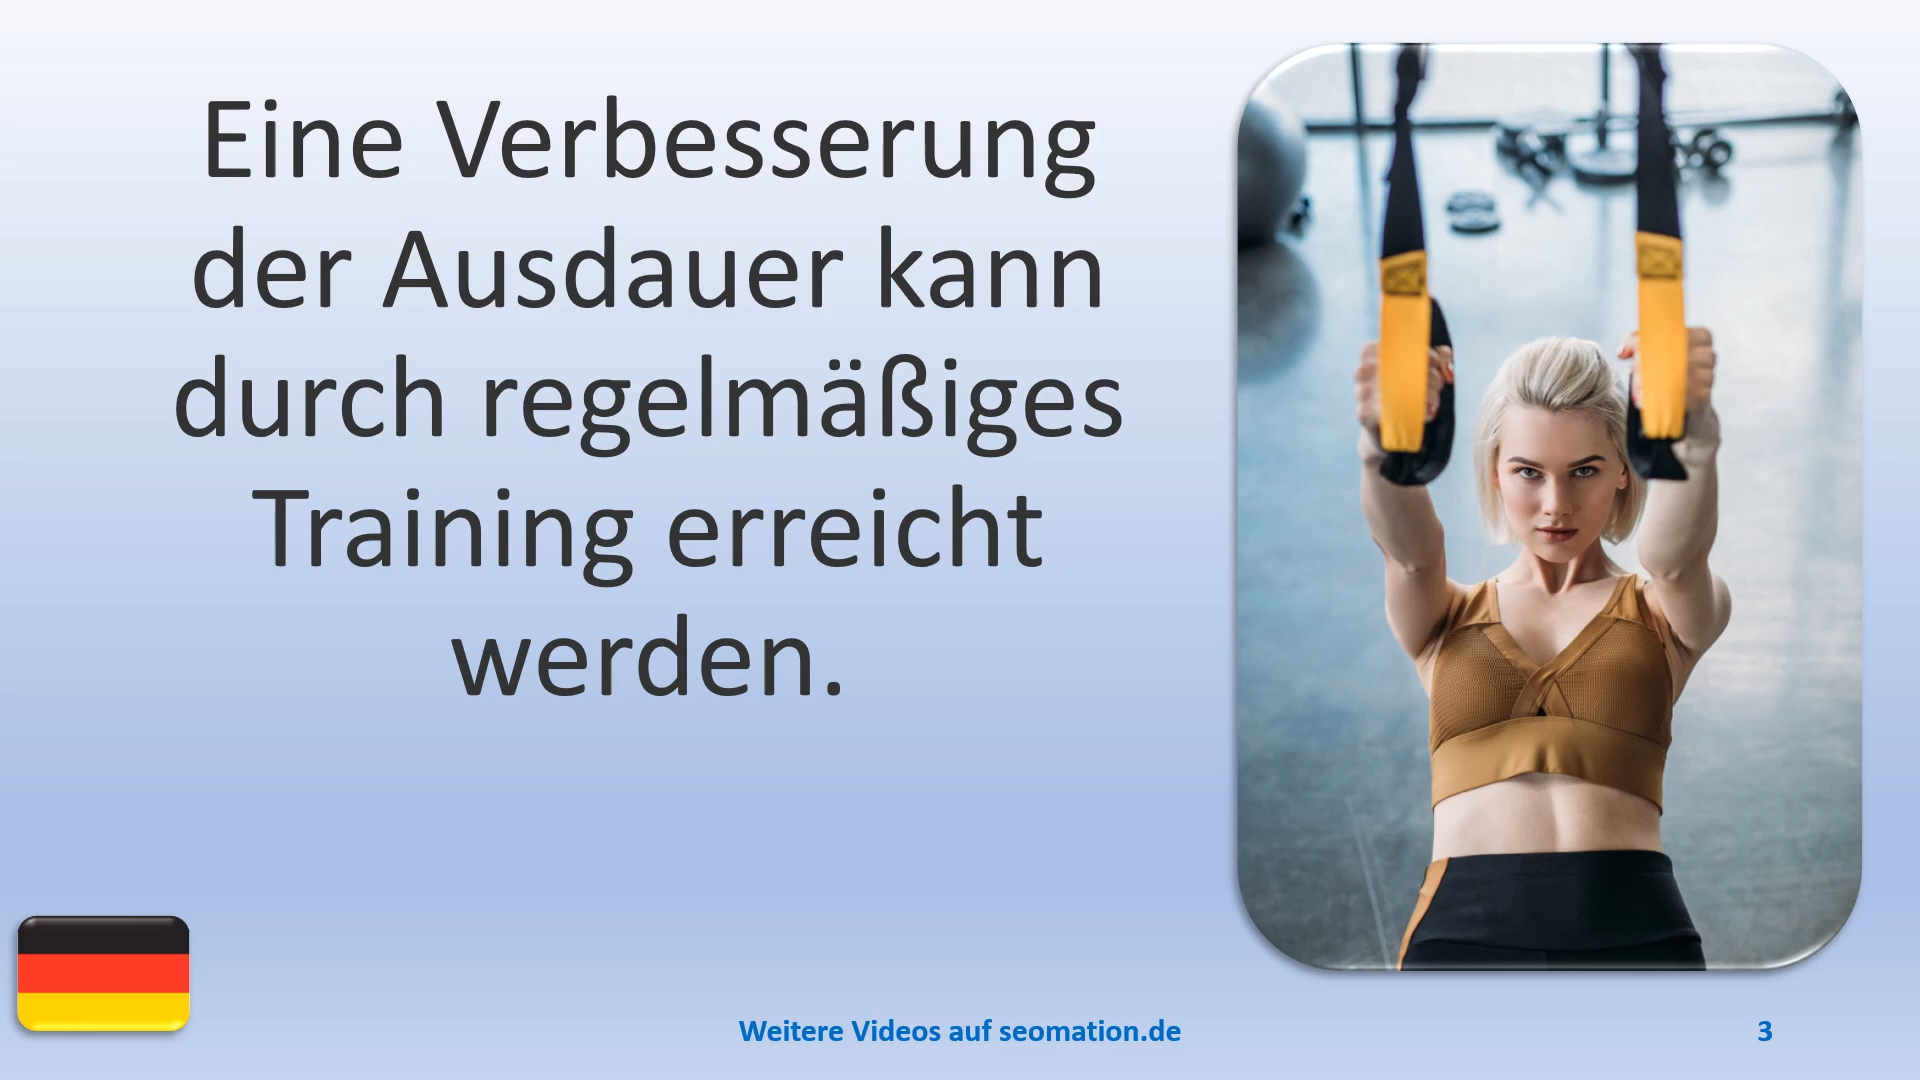 Eine Verbesserung
der Ausdauer kann
durch regelmäßiges
Training erreicht
werden.
Weitere Videos auf seomation.de
3